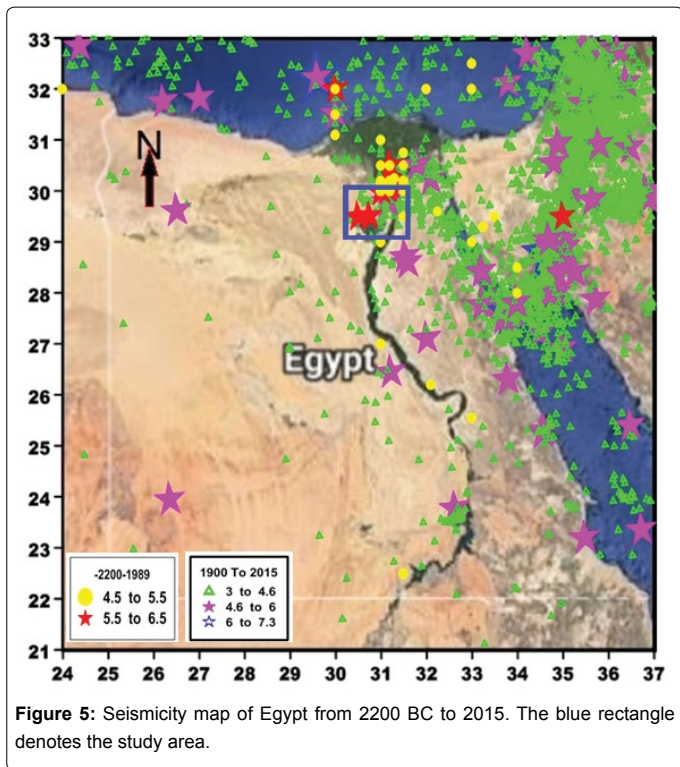 33
32
31
30
29
28
27
26
25
24
23
22
21
N
Egypt
-2200-1989
4.5 to 5.5
5.5 to 6.5
1900 To 2015
3 to 4.6
4.6 to 6
6 to 7.3
24 25 26 27 28 29 30 31 32 33 34 35 36 37
Figure 5: Seismicity map of Egypt from 2200 BC to 2015. The blue rectangle
denotes the study area.